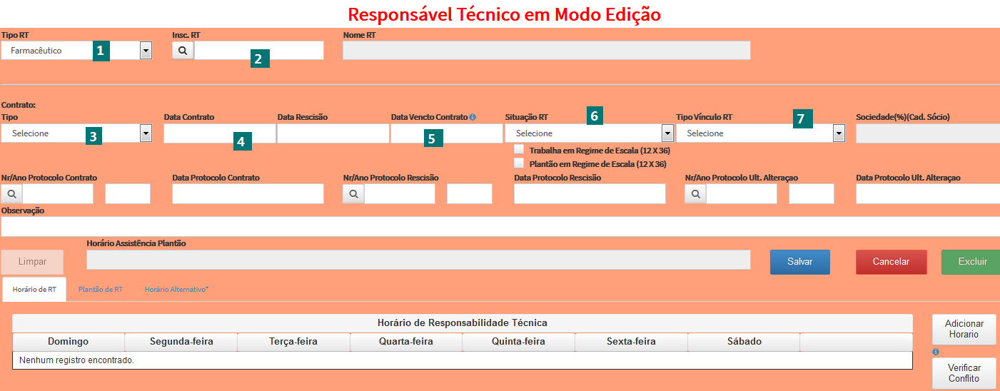 Responsável Técnico em Modo Edição
Tipo RT Insc. RT Nome RT
Farmacêutico 1 2
Contrato:
Tipo Data Contrato Data Rescisão Data Vencto Contrato Situação RT 6 Tipo Vínculo RT 7 Sociedade(%)(Cad. Sócio)
Selecione 3 4 5 Selecione Selecione
Trabalha em Regime de Escala (12 X 36)
Plantão em Regime de Escala (12 X 36)
Nr/Ano Protocolo Contrato Data Protocolo Contrato Nr/Ano Protocolo Rescisão Data Protocolo Rescisão Nr/Ano Protocolo Ult. Alteraçao Data Protocolo Ult. Alteraçao
Observação
Horário Assistência Plantão
Limpar Salvar Cancelar Excluir
Horário de RT Plantão de RT Horário Alternativo*
Horário de Responsabilidade Técnica
Domingo Segunda-feira Terça-feira Quarta-feira Quinta-feira Sexta-feira Sábado
Nenhum registro encontrado.
Adicionar
Horario
Verificar
Conflito